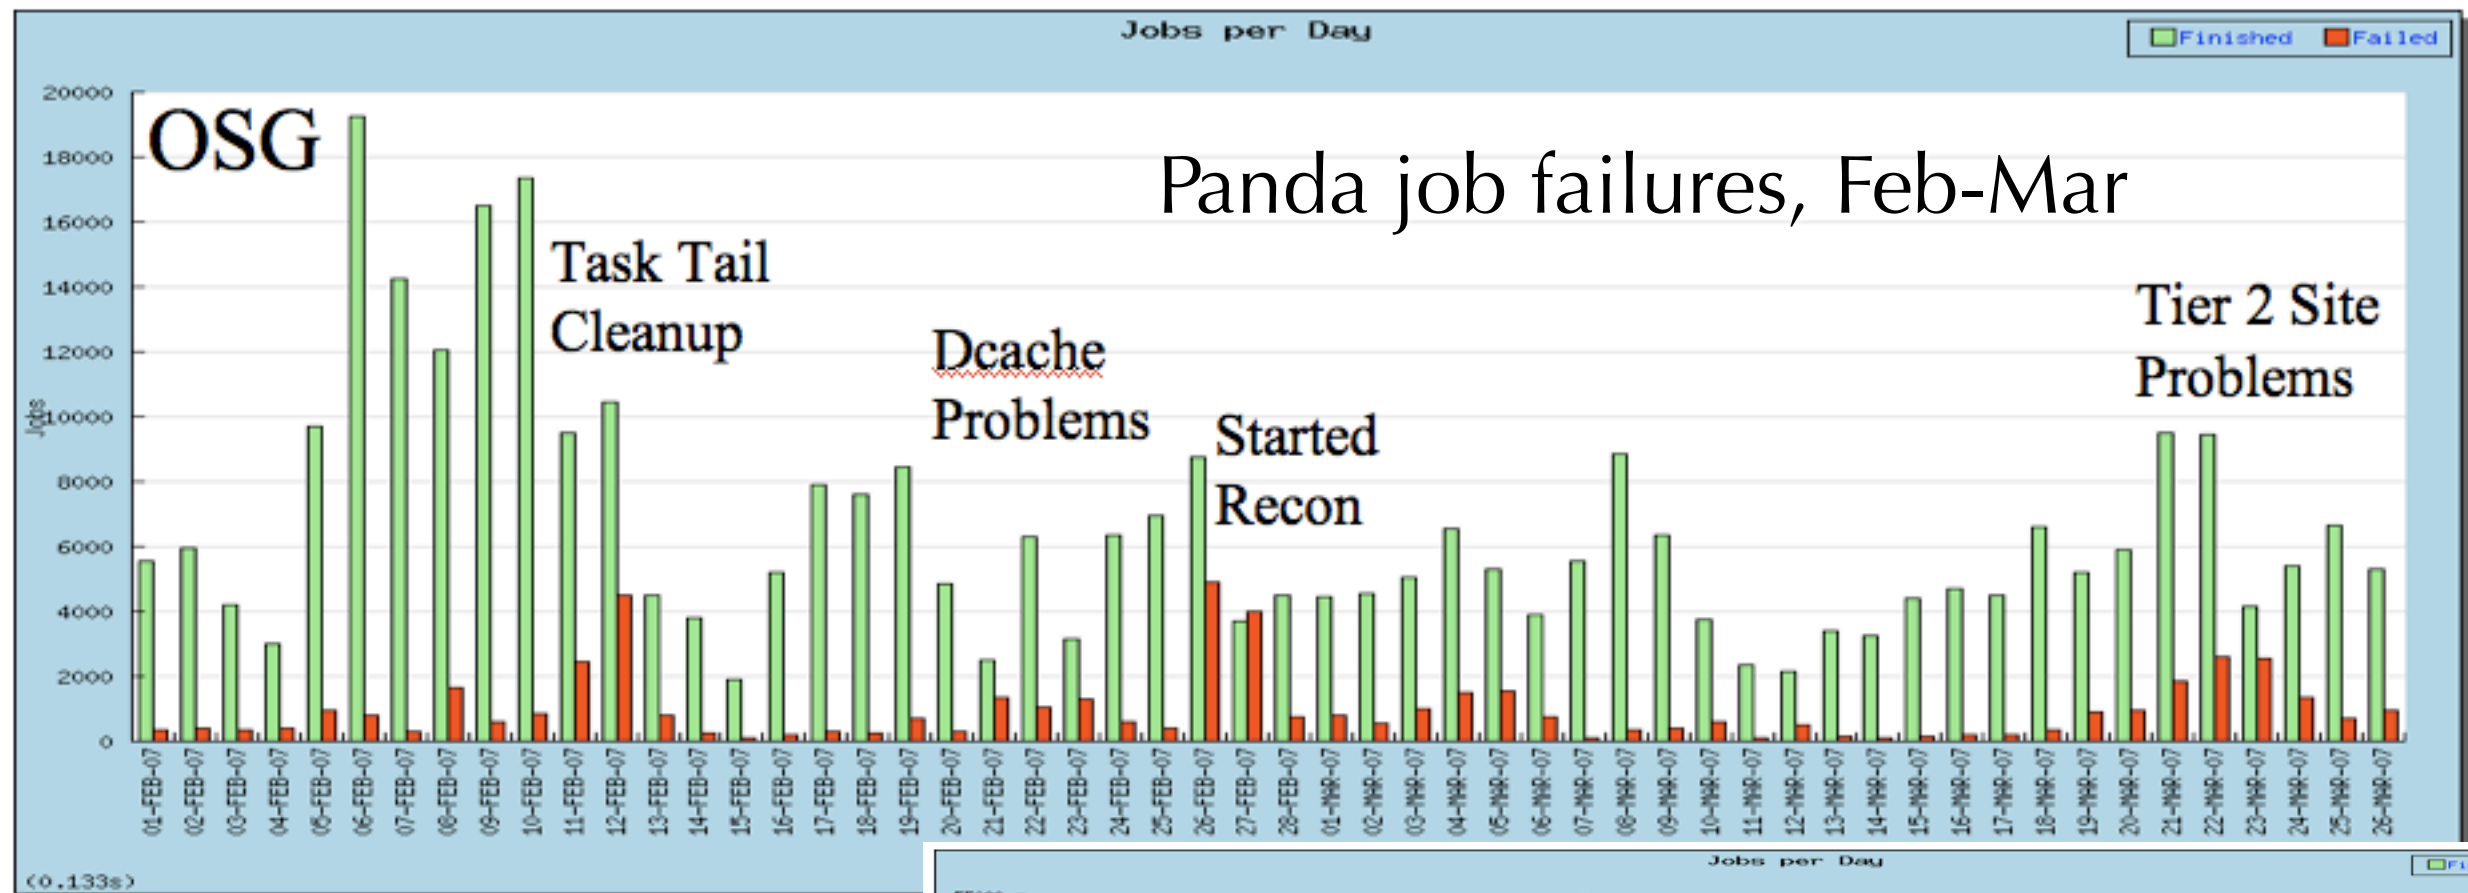 Jobs per Day
Finished Failed
20000
18000
16000
14000
12000
10000
8000
6000
4000
2000
0
Jobs
OSG
Panda job failures, Feb-Mar
Task Tail
Cleanup
Dcache
Problems
Started
Recon
Tier 2 Site
Problems
01-FEB-07
02-FEB-07
03-FEB-07
04-FEB-07
05-FEB-07
06-FEB-07
07-FEB-07
08-FEB-07
09-FEB-07
10-FEB-07
11-FEB-07
12-FEB-07
13-FEB-07
14-FEB-07
15-FEB-07
16-FEB-07
17-FEB-07
18-FEB-07
19-FEB-07
20-FEB-07
21-FEB-07
22-FEB-07
23-FEB-07
24-FEB-07
25-FEB-07
26-FEB-07
27-FEB-07
28-FEB-07
01-MAR-07
02-MAR-07
03-MAR-07
04-MAR-07
05-MAR-07
06-MAR-07
07-MAR-07
08-MAR-07
09-MAR-07
10-MAR-07
11-MAR-07
12-MAR-07
13-MAR-07
14-MAR-07
15-MAR-07
16-MAR-07
17-MAR-07
18-MAR-07
19-MAR-07
20-MAR-07
21-MAR-07
22-MAR-07
23-MAR-07
24-MAR-07
25-MAR-07
26-MAR-07
(0.133s)
Jobs per Day